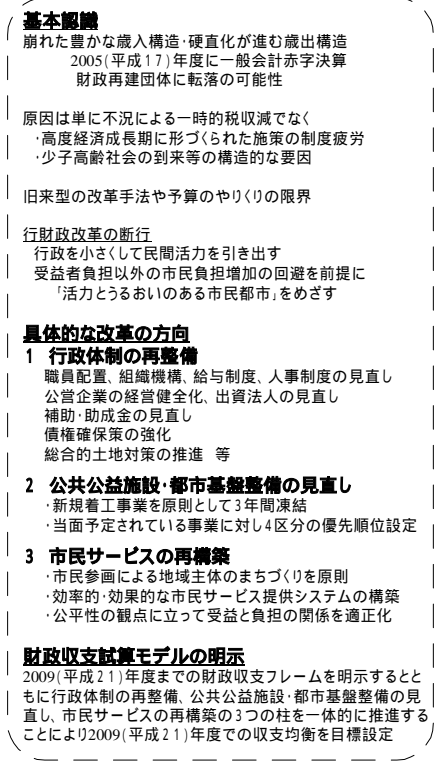 基本認識
崩れた豊かな歳入構造・硬直化が進む歳出構造
2005(平成17)年度に一般会計赤字決算
財政再建団体に転落の可能性
原因は単に不況による一時的税収減でなく
・高度経済成長期に形づくられた施策の制度疲労
・少子高齢社会の到来等の構造的な要因
旧来型の改革手法や予算のやりくりの限界
行財政改革の断行
行政を小さくして民間活力を引き出す
受益者負担以外の市民負担増加の回避を前提に
「活力とうるおいのある市民都市」をめざす
具体的な改革の方向
1 行政体制の再整備
職員配置、組織機構、給与制度、人事制度の見直し
公営企業の経営健全化、出資法人の見直し
補助・助成金の見直し
債権確保策の強化
総合的土地対策の推進 等
2 公共公益施設・都市基盤整備の見直し
・新規着工事業を原則として3年間凍結
・当面予定されている事業に対し4区分の優先順位設定
3 市民サービスの再構築
・市民参画による地域主体のまちづくりを原則
・効率的・効果的な市民サービス提供システムの構築
・公平性の観点に立って受益と負担の関係を適正化
財政収支試算モデルの明示
2009(平成21)年度までの財政収支フレームを明示するとと
もに行政体制の再整備、公共公益施設・都市基盤整備の見
直し、市民サービスの再構築の3つの柱を一体的に推進する
ことにより2009(平成21)年度での収支均衡を目標設定